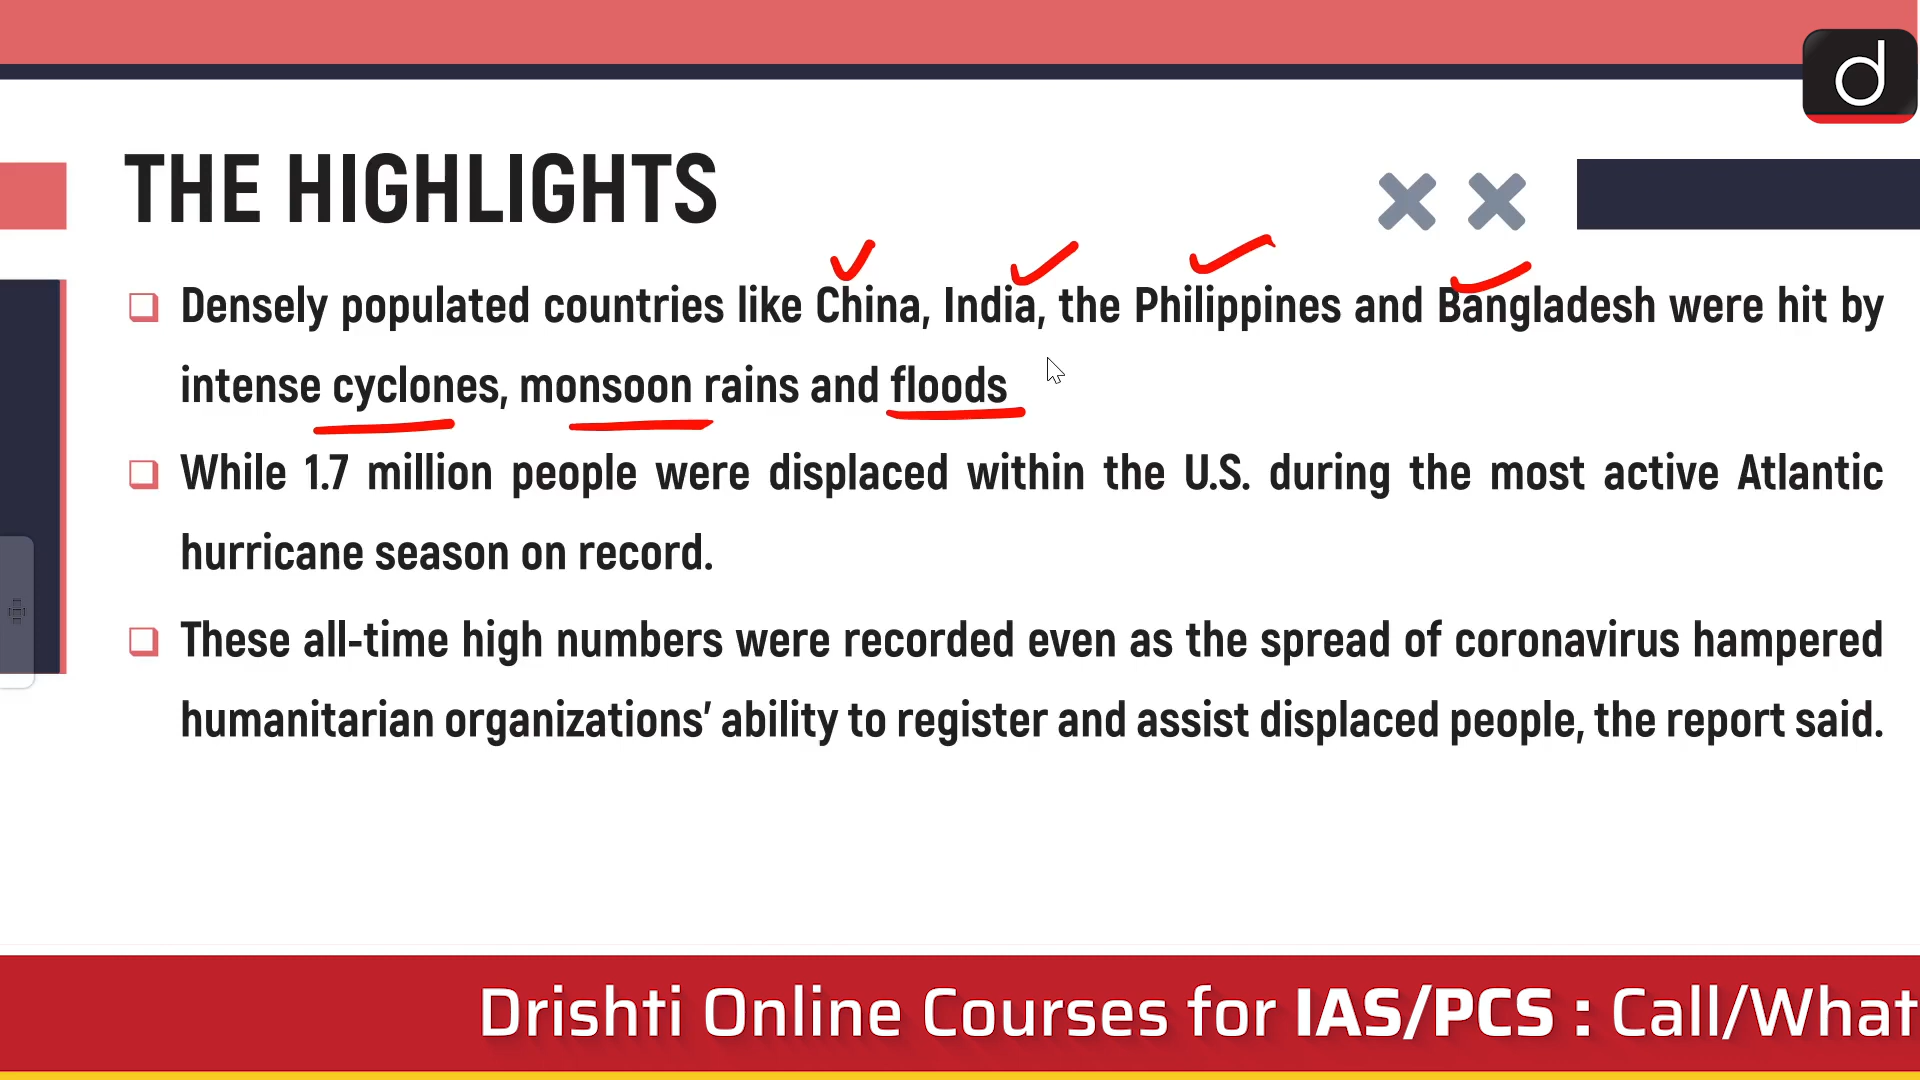 d
THE HIGHLIGHTS
Densely populated countries like China, India, the Philippines and Bangladesh were hit by
intense cyclones, monsoon rains and floods
While 1.7 million people were displaced within the U.S. during the most active Atlantic
hurricane season on record.
These all-time high numbers were recorded even as the spread of coronavirus hampered
humanitarian organizations’ ability to register and assist displaced people, the report said.
Drishti Online Courses for IAS/PCS : Call/What